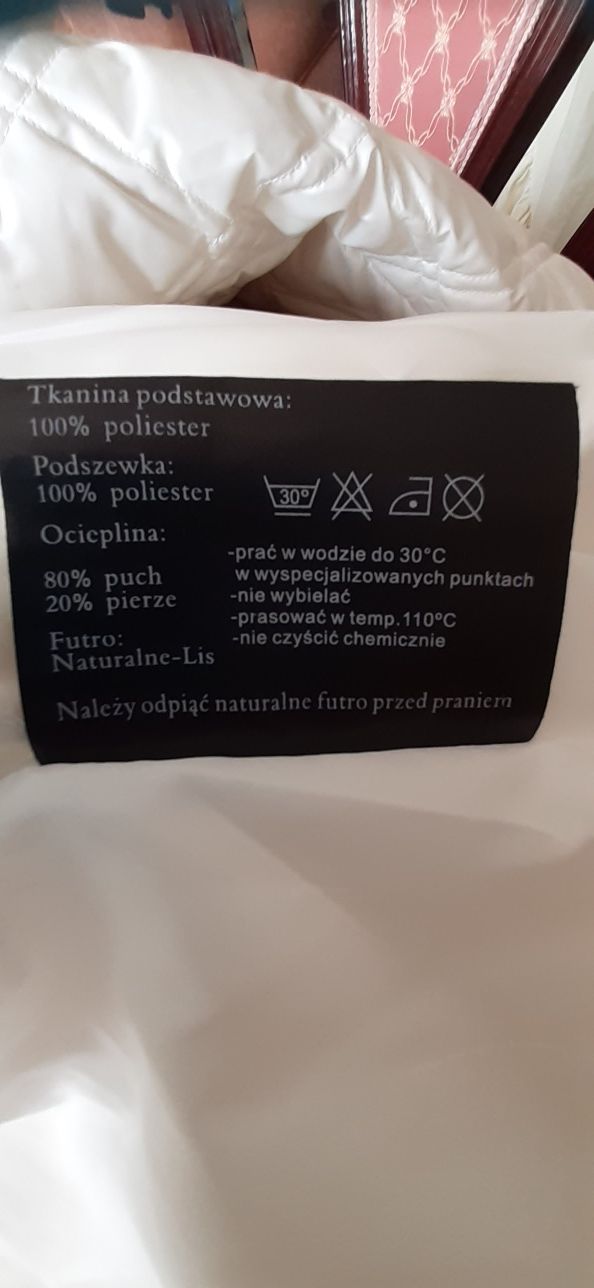 Tkanina podstawowa:
100% poliester
Podszewka:
100% poliester
30°
Ocieplina:
80% puch
20% pierze
Futro:
Naturalne-Lis
-prać w wodzie do 30°C
w wyspecjalizowanych punktach
-nie wybielać
-prasować w temp.110°C
-nie czyścić chemicznie
Należy odpiąć naturalne futro przed praniem